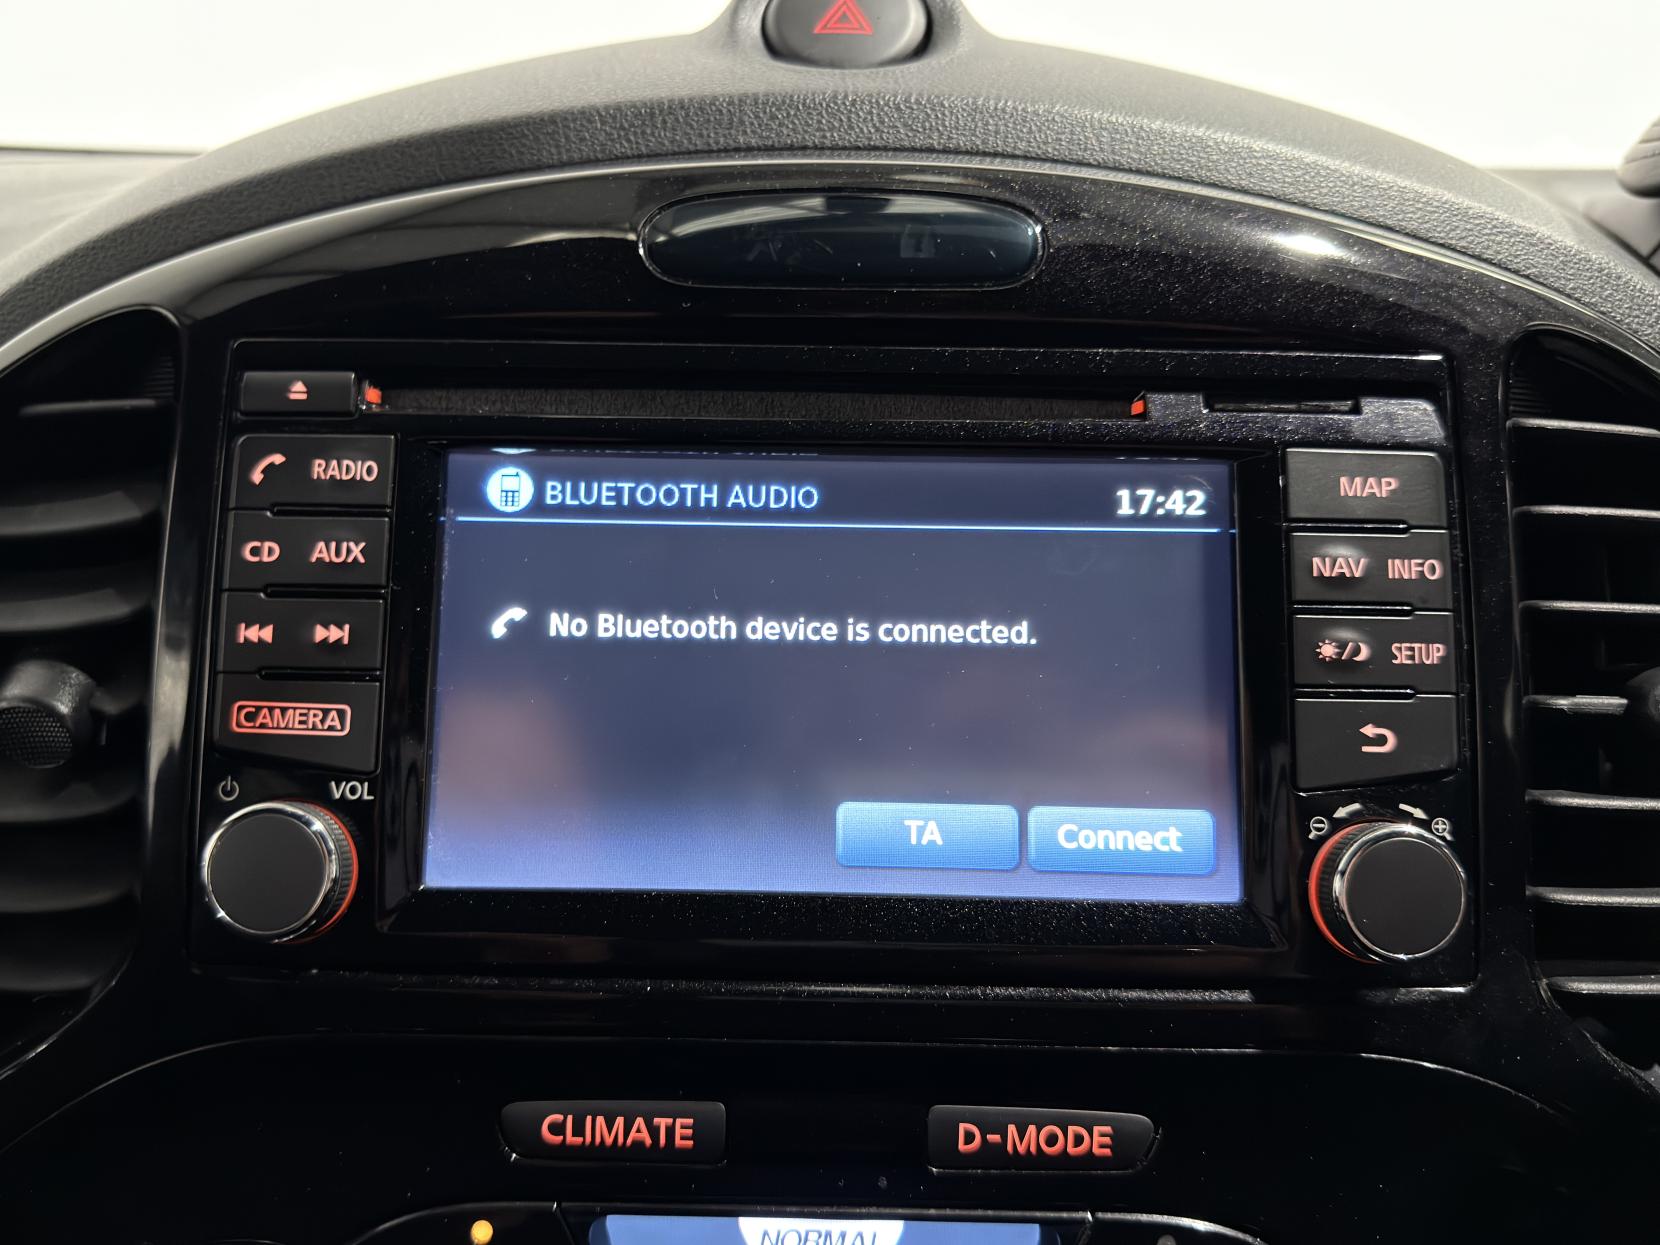 BLUETOOTH AUDIO 17:42
No Bluetooth device is connected.
TA Connect
RADIO
CD AUX
CAMERA
VOL
MAP
NAV INFO
SETUP
CLIMATE D-MODE
NORMAL